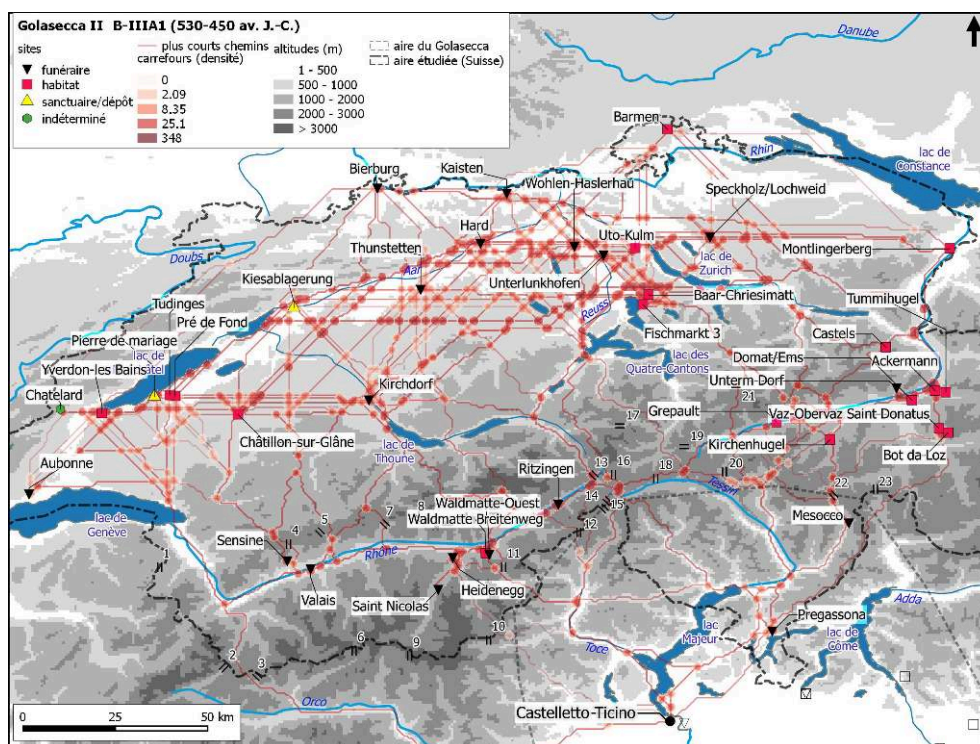 Golasecca II B-IIIA1 (530-450 av. J.-C.)
sites
funéraire
habitat
sanctuaire/dépôt
indéterminé
plus courts chemins
carrefours (densité)
0
2.09
8.35
25.1
348
altitudes (m)
1 - 500
500 - 1000
1000 - 2000
2000 - 3000
> 3000
aire du Golasecca
aire étudiée (Suisse)
Danube
Barmen
Rhin
lac de
Constance
Bierburg
Kaisten
Wohlen-Haslerhau
Speckholz/Lochweid
Hard
Uto-Kulm
Montlingerberg
Doubs
Thunstetten
Aar
lac de
Zurich
Kiesablagerung
Unterlunkhofen
Tudinges
Reuss
Baar-Chriesimatt
Tummihugel
Pré de Fond
Fischmarkt 3
Castels
Pierre de mariage
lac de
Yverdon-les Bains
lac des
Quatre-Cantons
Domat/Ems
Ackermann
Chatelard
Kirchdorf
Unterm-Dorf
21
17
Grepault
Vaz-Obervaz
Saint-Donatus
Châtillon-sur-Glâne
lac de
Thoune
19
Kirchenhugel
Bot da Loz
Aubonne
Ritzingen
13
16
18
20
Tessin
22
23
14
15
lac de
Genève
Waldmatte-Ouest
Waldmatte Breitenweg
8
7
12
Mesocco
4
5
Sensine
Rhône
11
1
Valais
Saint Nicolas
Heidenegg
Pregassona
Adda
lac
Majeur
lac de
Côme
10
6
9
2
3
Toce
Orco
Castelletto-Ticino
0 25 50 km